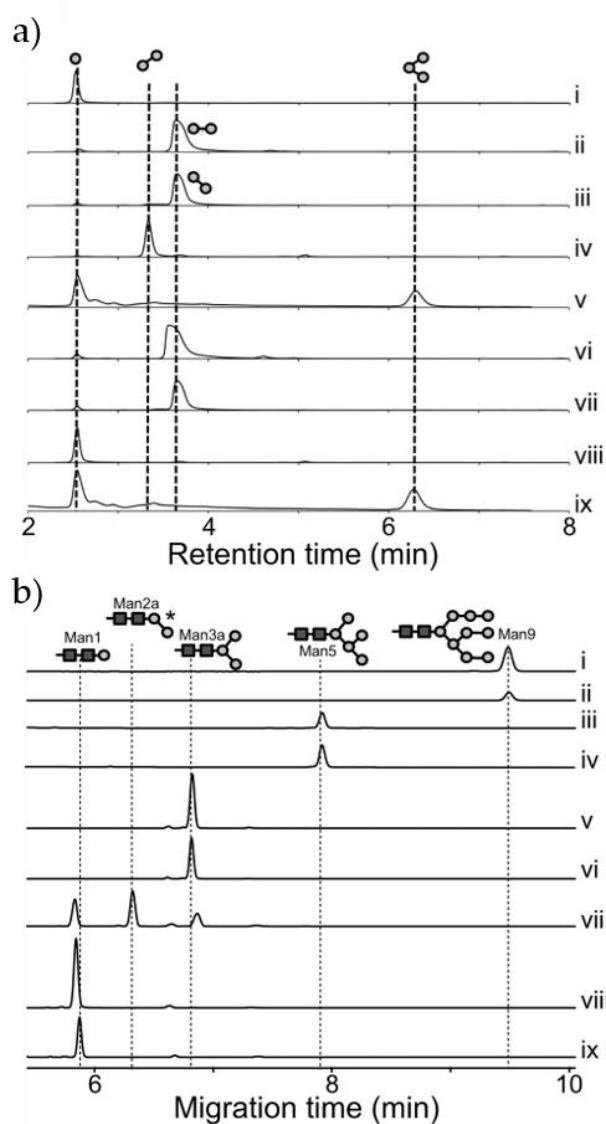 a)
i
ii
iii
iv
v
vi
vii
viii
ix
2 4 6 8
Retention time (min)
b)
Man1
Man2a
*
Man3a
Man5
Man9
i
ii
iii
iv
v
vi
vii
viii
ix
6 8 10
Migration time (min)